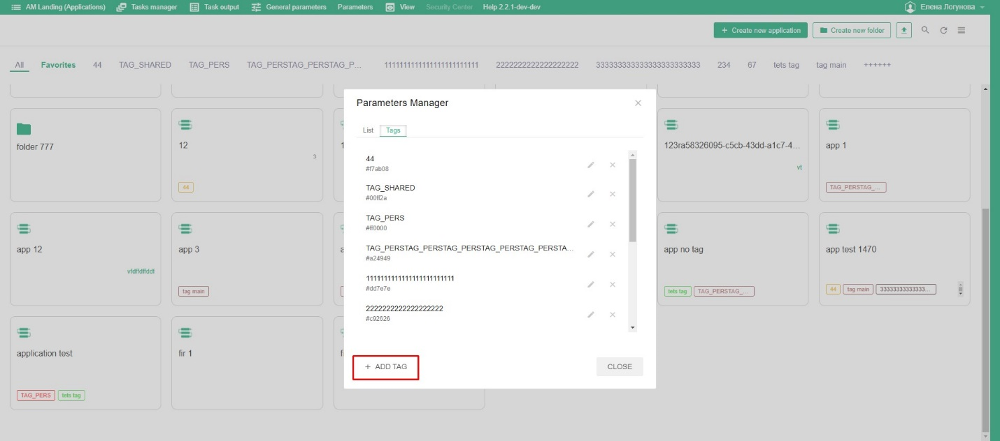 AM Landing (Applications) Tasks manager Task output General parameters Parameters View Security Center Help 2.2.1-dev-dev Елена Логунова
+ Create new application Create new folder
All Favorites 44 TAG_SHARED TAG_PERS TAG_PERSTAG_PERSTAG_P... 1111111111111111111111111 2222222222222222222 33333333333333333333333 234 67 tets tag tag main ++++++
Parameters Manager
List Tags
44
#f7ab08
TAG_SHARED
#00ff2a
TAG_PERS
#ff0000
TAG_PERSTAG_PERSTAG_PERSTAG_PERSTAG_PERSTA...
#a24949
1111111111111111111111111
#dd7e7e
2222222222222222222
#c92626
+ ADD TAG CLOSE
folder 777
12
3
44
123ra58326095-c5cb-43dd-a1c7-4...
vt
app 1
TAG_PERSTAG_...
app 12
vfdffdffddf
app 3
tag main
app no tag
tets tag TAG_PERSTAG_...
app test 1470
44 tag main 33333333333333...
application test
TAG_PERS tets tag
fir 1